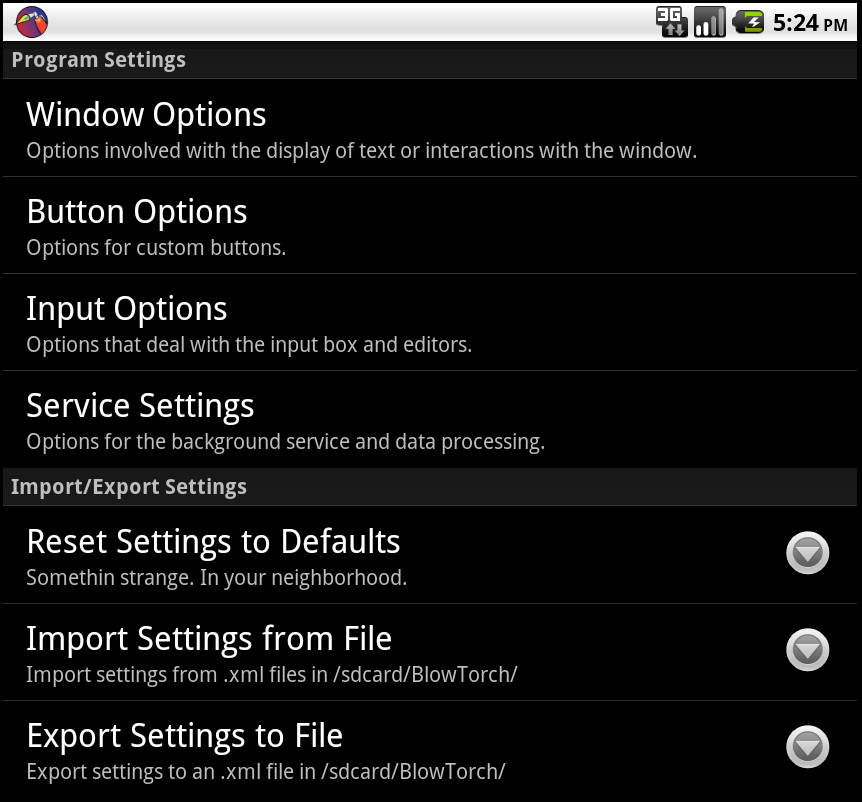 3G 5:24 PM
Program Settings
Window Options
Options involved with the display of text or interactions with the window.
Button Options
Options for custom buttons.
Input Options
Options that deal with the input box and editors.
Service Settings
Options for the background service and data processing.
Import/Export Settings
Reset Settings to Defaults
Somethin strange. In your neighborhood.
Import Settings from File
Import settings from .xml files in /sdcard/BlowTorch/
Export Settings to File
Export settings to an .xml file in /sdcard/BlowTorch/